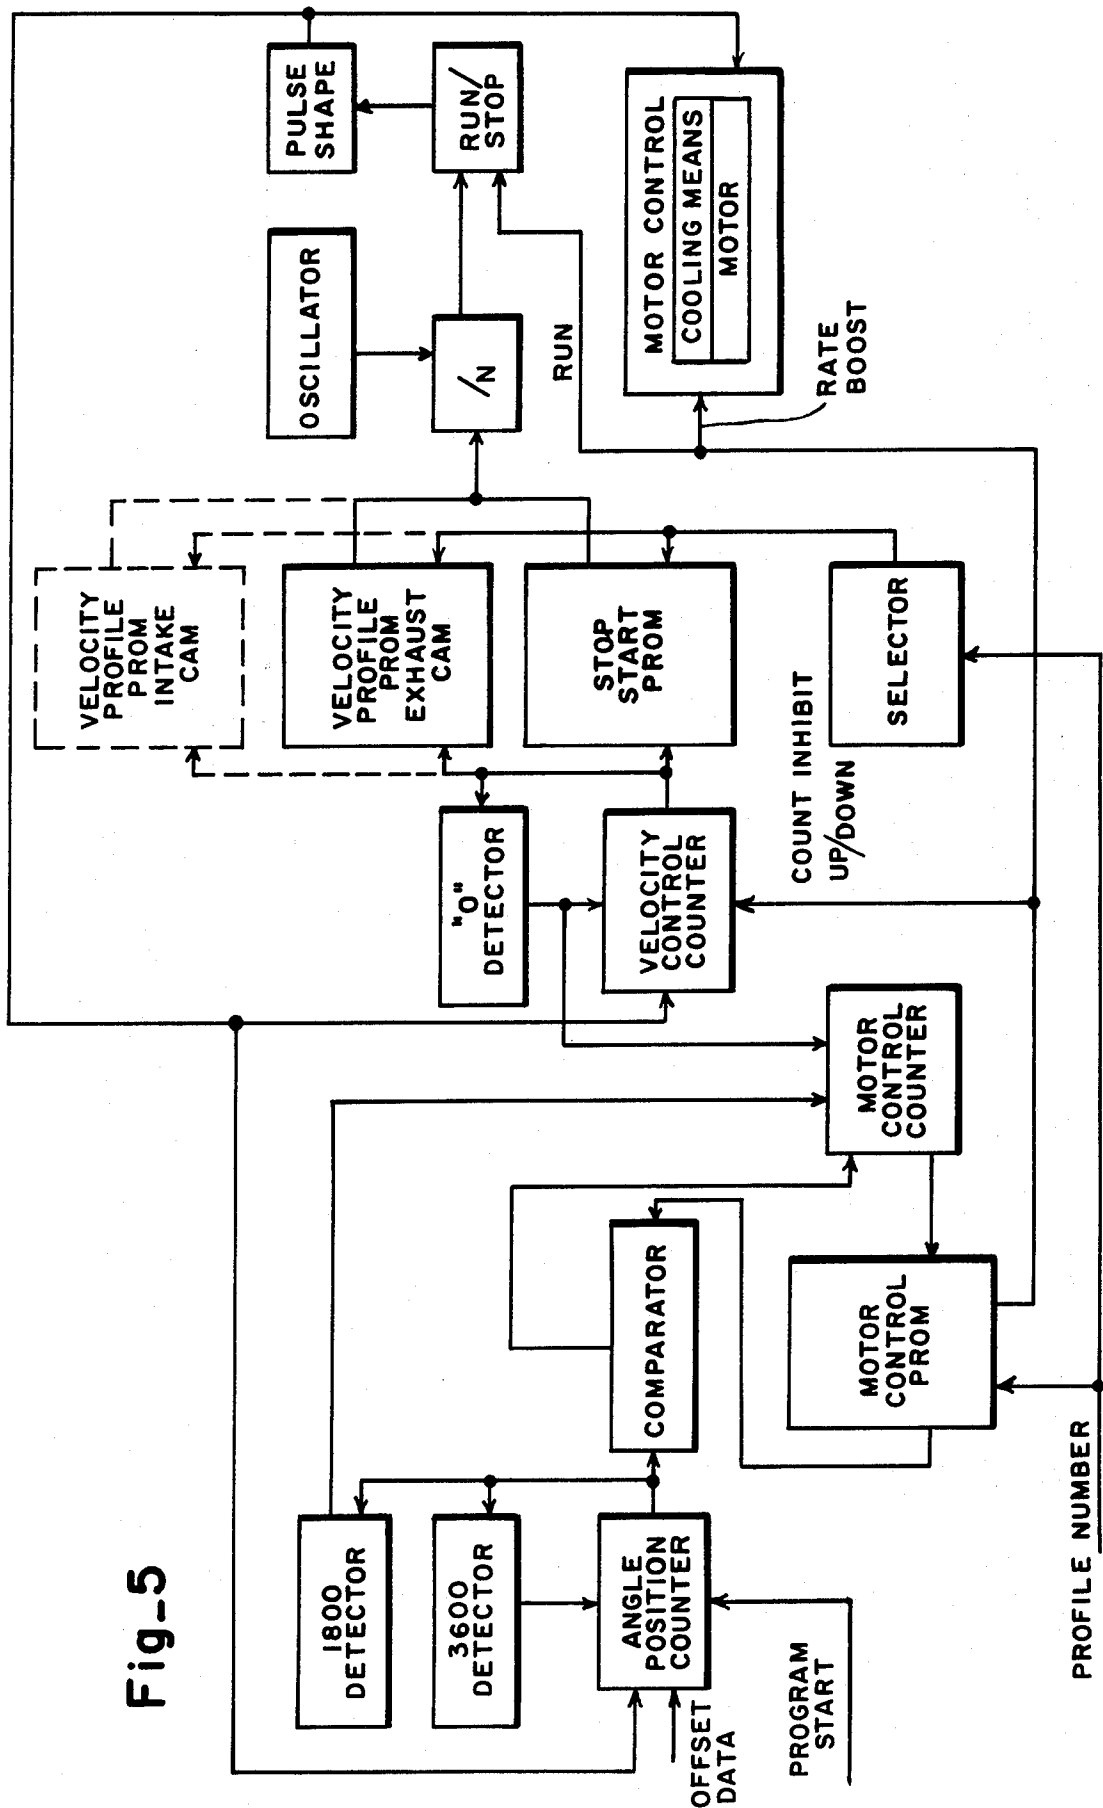 Fig_5
1800
DETECTOR
3600
DETECTOR
ANGLE
POSITION
COUNTER
OFFSET
DATA
PROGRAM
START
PROFILE NUMBER
COMPARATOR
MOTOR
CONTROL
PROM
MOTOR
CONTROL
COUNTER
"O"
DETECTOR
VELOCITY
CONTROL
COUNTER
COUNT INHIBIT
UP/DOWN
VELOCITY
PROFILE
PROM
INTAKE
CAM
VELOCITY
PROFILE
PROM
EXHAUST
CAM
STOP
START
PROM
SELECTOR
OSCILLATOR
/N
RUN
PULSE
SHAPE
RUN/
STOP
MOTOR CONTROL
COOLING MEANS
MOTOR
RATE
BOOST